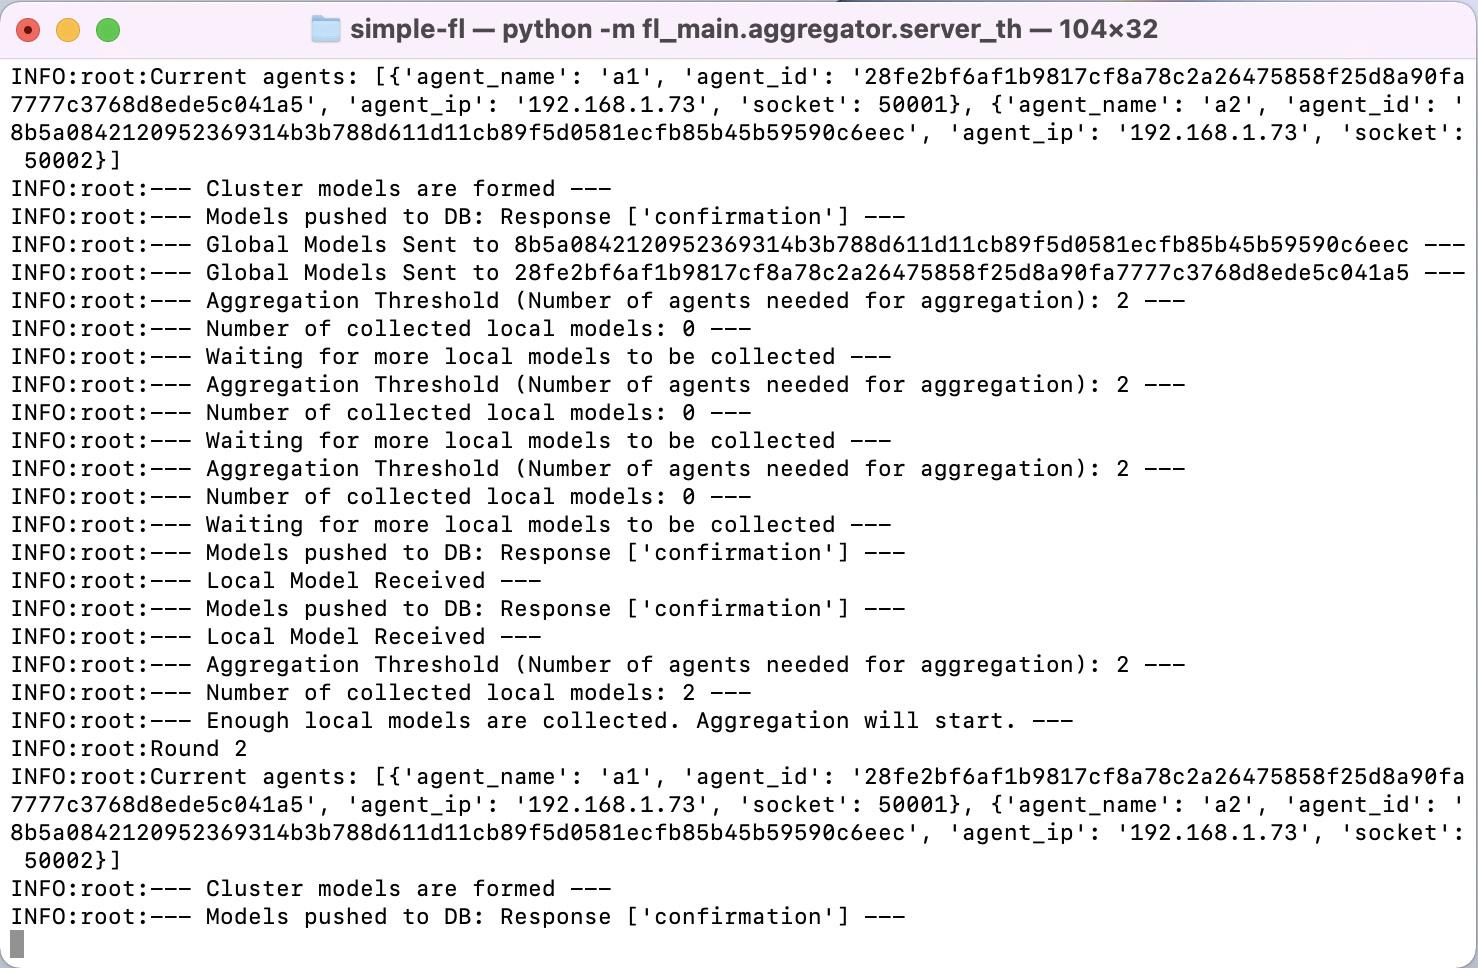 simple-fl — python -m fl_main.aggregator.server_th — 104×32
INFO:root:Current agents: [{'agent_name': 'a1', 'agent_id': '28fe2bf6af1b9817cf8a78c2a26475858f25d8a90fa
7777c3768d8ede5c041a5', 'agent_ip': '192.168.1.73', 'socket': 50001}, {'agent_name': 'a2', 'agent_id': '
8b5a0842120952369314b3b788d611d11cb89f5d0581ecfb85b45b59590c6eec', 'agent_ip': '192.168.1.73', 'socket':
 50002}]
INFO:root:--- Cluster models are formed ---
INFO:root:--- Models pushed to DB: Response ['confirmation'] ---
INFO:root:--- Global Models Sent to 8b5a0842120952369314b3b788d611d11cb89f5d0581ecfb85b45b59590c6eec ---
INFO:root:--- Global Models Sent to 28fe2bf6af1b9817cf8a78c2a26475858f25d8a90fa7777c3768d8ede5c041a5 ---
INFO:root:--- Aggregation Threshold (Number of agents needed for aggregation): 2 ---
INFO:root:--- Number of collected local models: 0 ---
INFO:root:--- Waiting for more local models to be collected ---
INFO:root:--- Aggregation Threshold (Number of agents needed for aggregation): 2 ---
INFO:root:--- Number of collected local models: 0 ---
INFO:root:--- Waiting for more local models to be collected ---
INFO:root:--- Aggregation Threshold (Number of agents needed for aggregation): 2 ---
INFO:root:--- Number of collected local models: 0 ---
INFO:root:--- Waiting for more local models to be collected ---
INFO:root:--- Models pushed to DB: Response ['confirmation'] ---
INFO:root:--- Local Model Received ---
INFO:root:--- Models pushed to DB: Response ['confirmation'] ---
INFO:root:--- Local Model Received ---
INFO:root:--- Aggregation Threshold (Number of agents needed for aggregation): 2 ---
INFO:root:--- Number of collected local models: 2 ---
INFO:root:--- Enough local models are collected. Aggregation will start. ---
INFO:root:Round 2
INFO:root:Current agents: [{'agent_name': 'a1', 'agent_id': '28fe2bf6af1b9817cf8a78c2a26475858f25d8a90fa
7777c3768d8ede5c041a5', 'agent_ip': '192.168.1.73', 'socket': 50001}, {'agent_name': 'a2', 'agent_id': '
8b5a0842120952369314b3b788d611d11cb89f5d0581ecfb85b45b59590c6eec', 'agent_ip': '192.168.1.73', 'socket':
 50002}]
INFO:root:--- Cluster models are formed ---
INFO:root:--- Models pushed to DB: Response ['confirmation'] ---